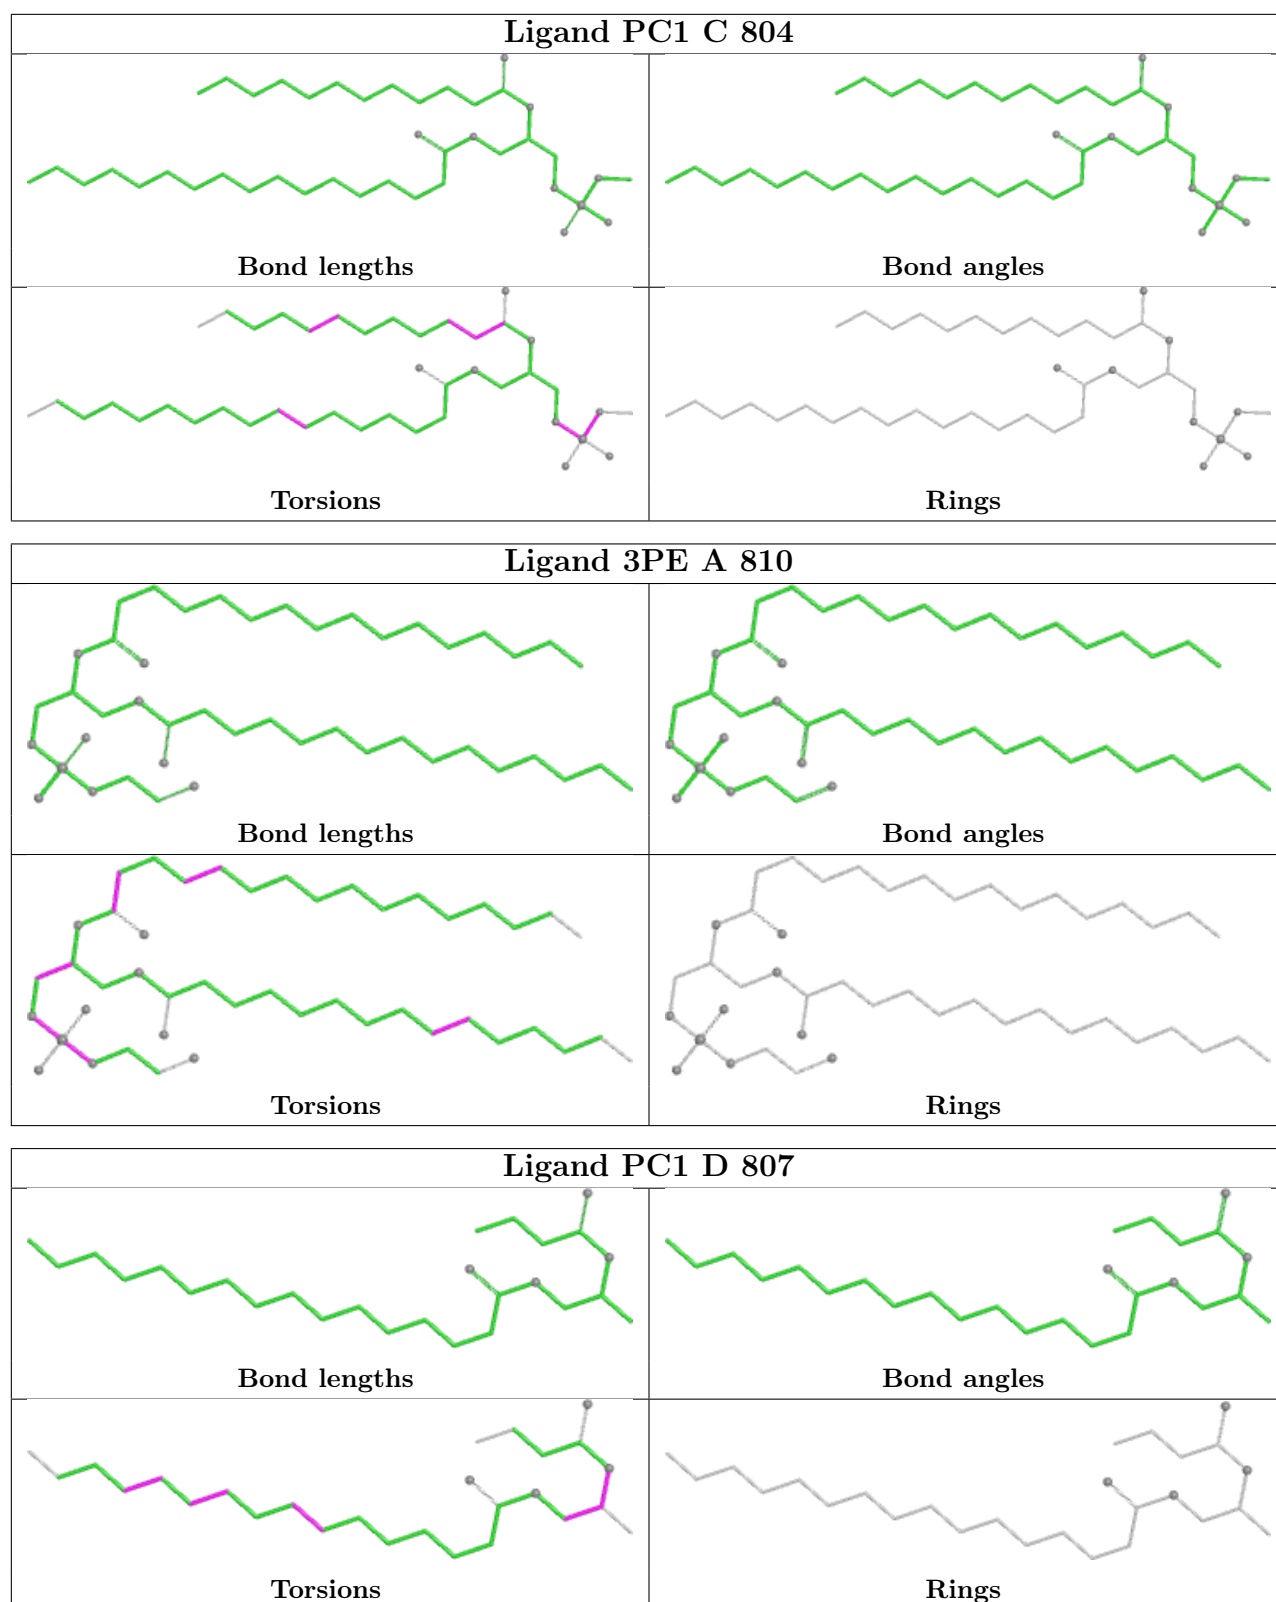 Ligand PC1 C 804
Bond lengths
Bond angles
Torsions
Rings
Ligand 3PE A 810
Bond lengths
Bond angles
Torsions
Rings
Ligand PC1 D 807
Bond lengths
Bond angles
Torsions
Rings